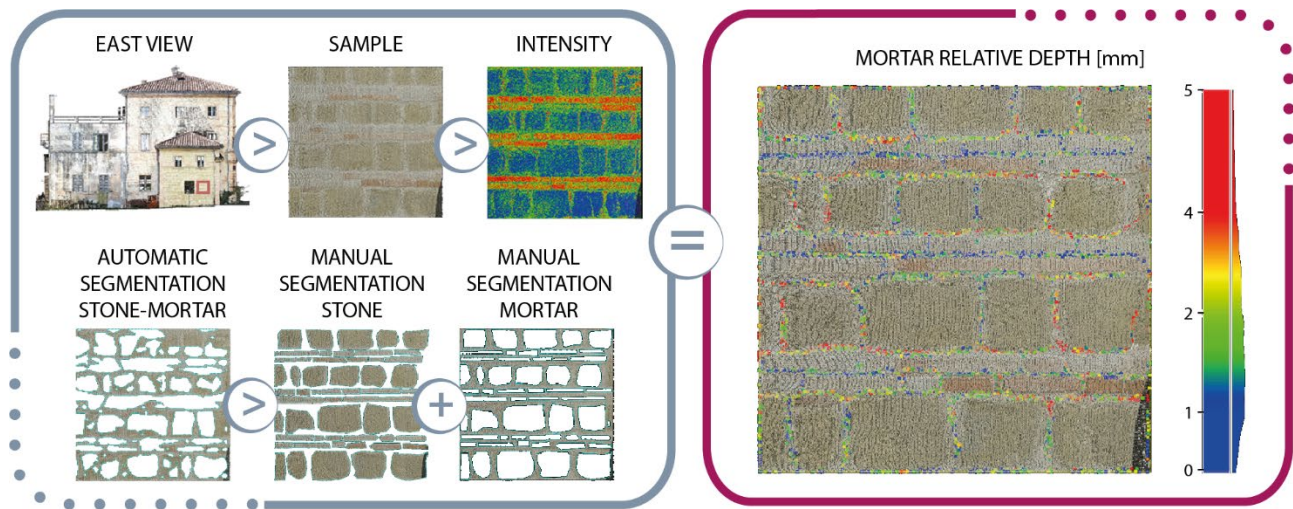 EAST VIEW
SAMPLE
INTENSITY
>
>
AUTOMATIC
SEGMENTATION
STONE-MORTAR
MANUAL
SEGMENTATION
STONE
MANUAL
SEGMENTATION
MORTAR
>
+
=
MORTAR RELATIVE DEPTH [mm]
5
4
2
1
0